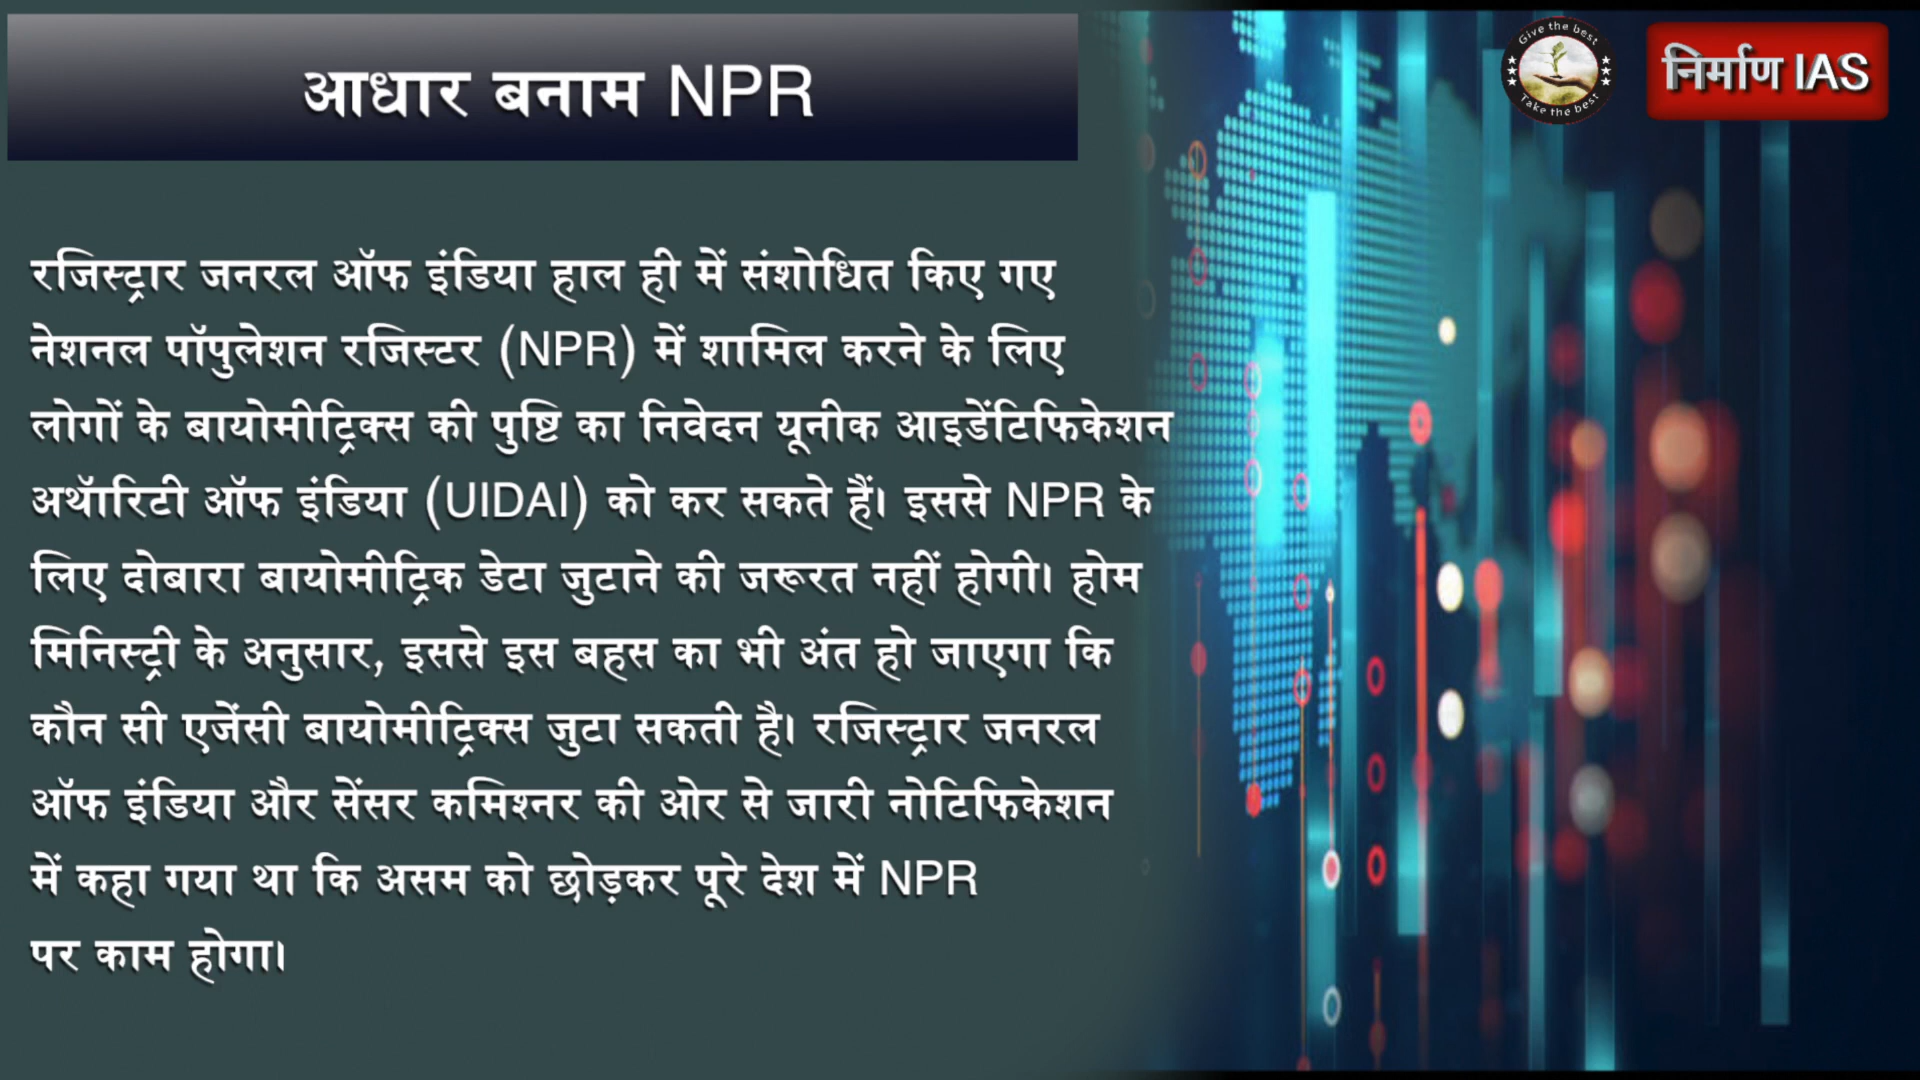 आधार बनाम NPR
Give the best
Take the best
निर्माण IAS
रजिस्ट्रार जनरल ऑफ इंडिया हाल ही में संशोधित किए गए
नेशनल पॉपुलेशन रजिस्टर (NPR) में शामिल करने के लिए
लोगों के बायोमीट्रिक्स की पुष्टि का निवेदन यूनीक आइडेंटिफिकेशन
अथॉरिटी ऑफ इंडिया (UIDAI) को कर सकते हैं। इससे NPR के
लिए दोबारा बायोमीट्रिक डेटा जुटाने की जरूरत नहीं होगी। होम
मिनिस्ट्री के अनुसार, इससे इस बहस का भी अंत हो जाएगा कि
कौन सी एजेंसी बायोमीट्रिक्स जुटा सकती है। रजिस्ट्रार जनरल
ऑफ इंडिया और सेंसर कमिश्नर की ओर से जारी नोटिफिकेशन
में कहा गया था कि असम को छोड़कर पूरे देश में NPR
पर काम होगा।